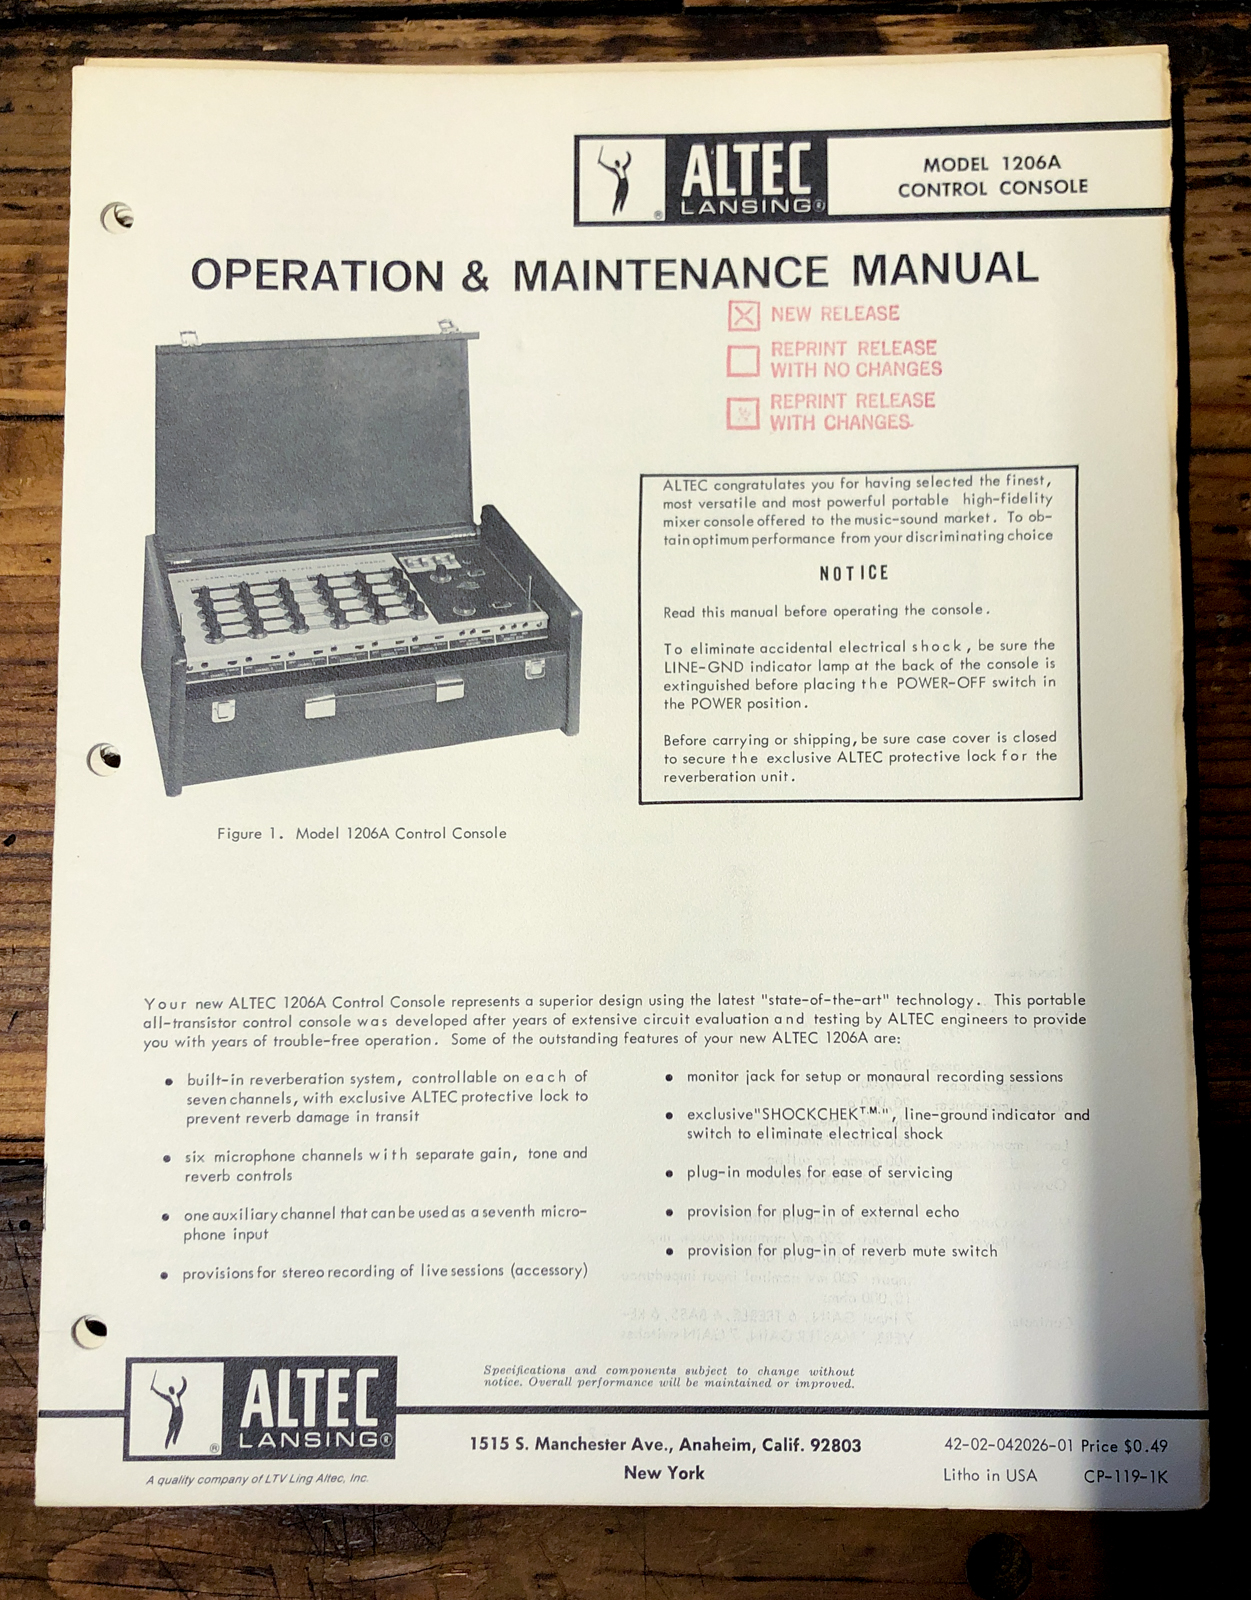 ALTEC
LANSING®
MODEL 1206A
CONTROL CONSOLE
OPERATION & MAINTENANCE MANUAL
NEW RELEASE
REPRINT RELEASE
WITH NO CHANGES
REPRINT RELEASE
WITH CHANGES
ALTEC congratulates you for having selected the finest,
most versatile and most powerful portable high-fidelity
mixer console offered to the music-sound market. To ob-
tain optimum performance from your discriminating choice
NOTICE
Read this manual before operating the console.
To eliminate accidental electrical shock, be sure the
LINE-GND indicator lamp at the back of the console is
extinguished before placing the POWER-OFF switch in
the POWER position.
Before carrying or shipping, be sure case cover is closed
to secure the exclusive ALTEC protective lock for the
reverberation unit.
Figure 1. Model 1206A Control Console
Your new ALTEC 1206A Control Console represents a superior design using the latest "state-of-the-art" technology. This portable
all-transistor control console was developed after years of extensive circuit evaluation and testing by ALTEC engineers to provide
you with years of trouble-free operation. Some of the outstanding features of your new ALTEC 1206A are:
• built-in reverberation system, controllable on each of
seven channels, with exclusive ALTEC protective lock to
prevent reverb damage in transit
• six microphone channels with separate gain, tone and
reverb controls
• one auxiliary channel that can be used as a seventh micro-
phone input
• provisions for stereo recording of live sessions (accessory)
• monitor jack for setup or monaural recording sessions
• exclusive "SHOCKCHEK T.M.", line-ground indicator and
switch to eliminate electrical shock
• plug-in modules for ease of servicing
• provision for plug-in of external echo
• provision for plug-in of reverb mute switch
Specifications and components subject to change without
notice. Overall performance will be maintained or improved.
ALTEC
LANSING®
A quality company of LTV Ling Altec, Inc.
1515 S. Manchester Ave., Anaheim, Calif. 92803
New York
42-02-042026-01 Price $0.49
Litho in USA CP-119-1K